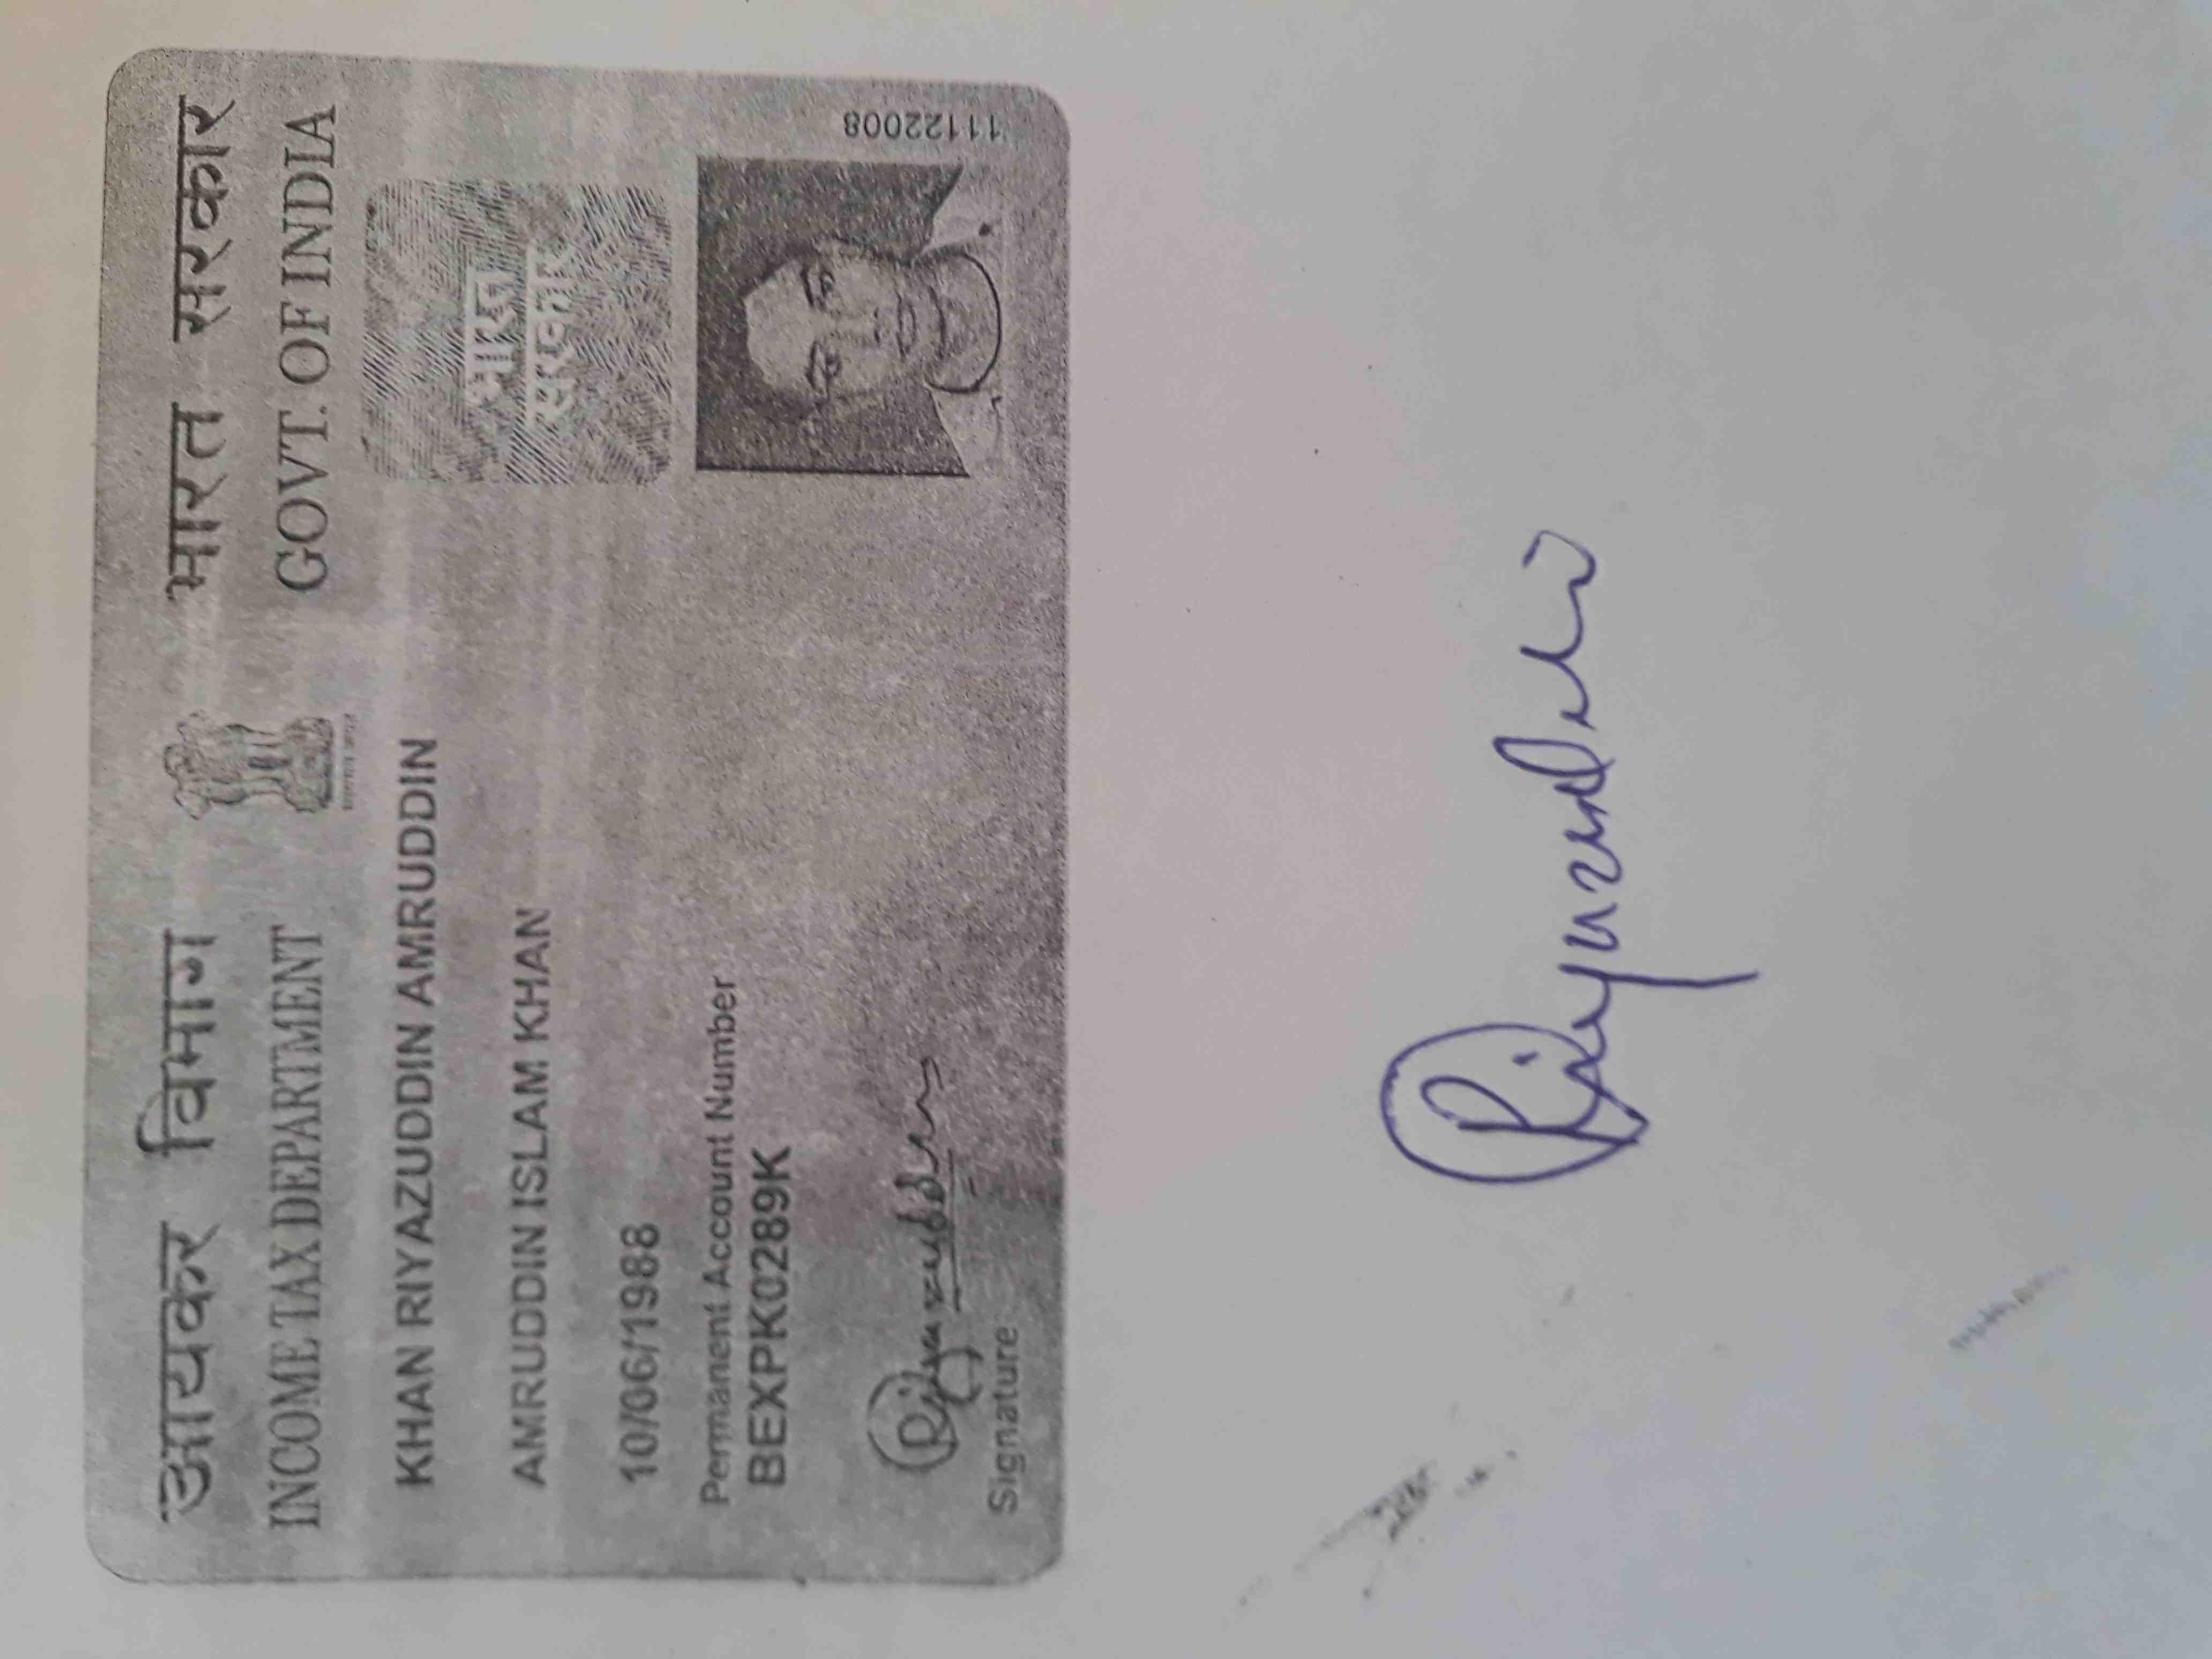 आयकर विभाग
INCOME TAX DEPARTMENT
भारत सरकार
GOVT. OF INDIA
KHAN RIYAZUDDIN AMRUDDIN
AMRUDDIN ISLAM KHAN
10/06/1988
Permanent Account Number
BEXPK0289K
Riyazuddin
Signature
भारत
सरकार
11122008
Riyazuddin